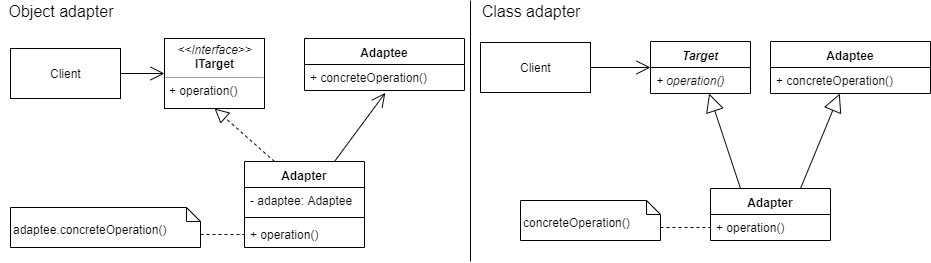 Object adapter
Client
<<Interface>>
ITarget
+ operation()
Adaptee
+ concreteOperation()
Adapter
- adaptee: Adaptee
+ operation()
adaptee.concreteOperation()
Class adapter
Client
Target
+ operation()
Adaptee
+ concreteOperation()
Adapter
+ operation()
concreteOperation()